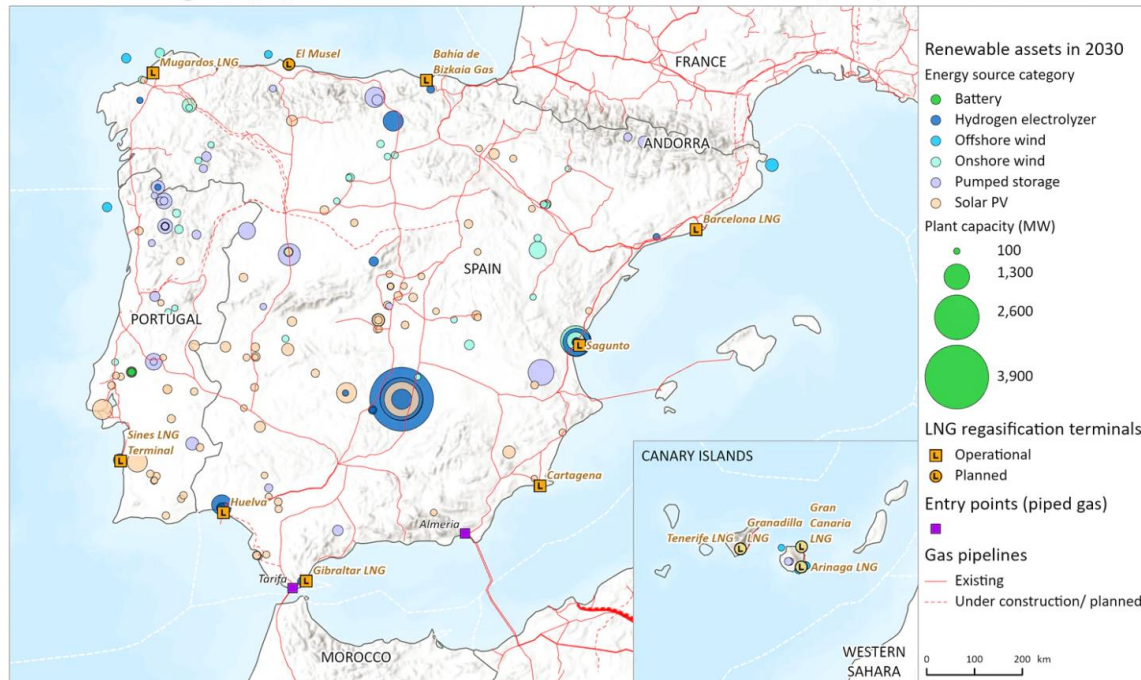 Mugardos LNG
El Musel
Bahía de
Bizkaia Gas
FRANCE
ANDORRA
Barcelona LNG
SPAIN
PORTUGAL
Sagunto
Sines LNG
Terminal
Huelva
Cartagena
Almeria
Tarifa
Gibraltar LNG
MOROCCO
CANARY ISLANDS
Tenerife LNG
Granadilla
LNG
Gran
Canaria
LNG
Arinaga LNG
WESTERN
SAHARA
Renewable assets in 2030
Energy source category
Battery
Hydrogen electrolyzer
Offshore wind
Onshore wind
Pumped storage
Solar PV
Plant capacity (MW)
100
1,300
2,600
3,900
LNG regasification terminals
L Operational
L Planned
Entry points (piped gas)
Gas pipelines
Existing
Under construction/ planned
0 100 200 km